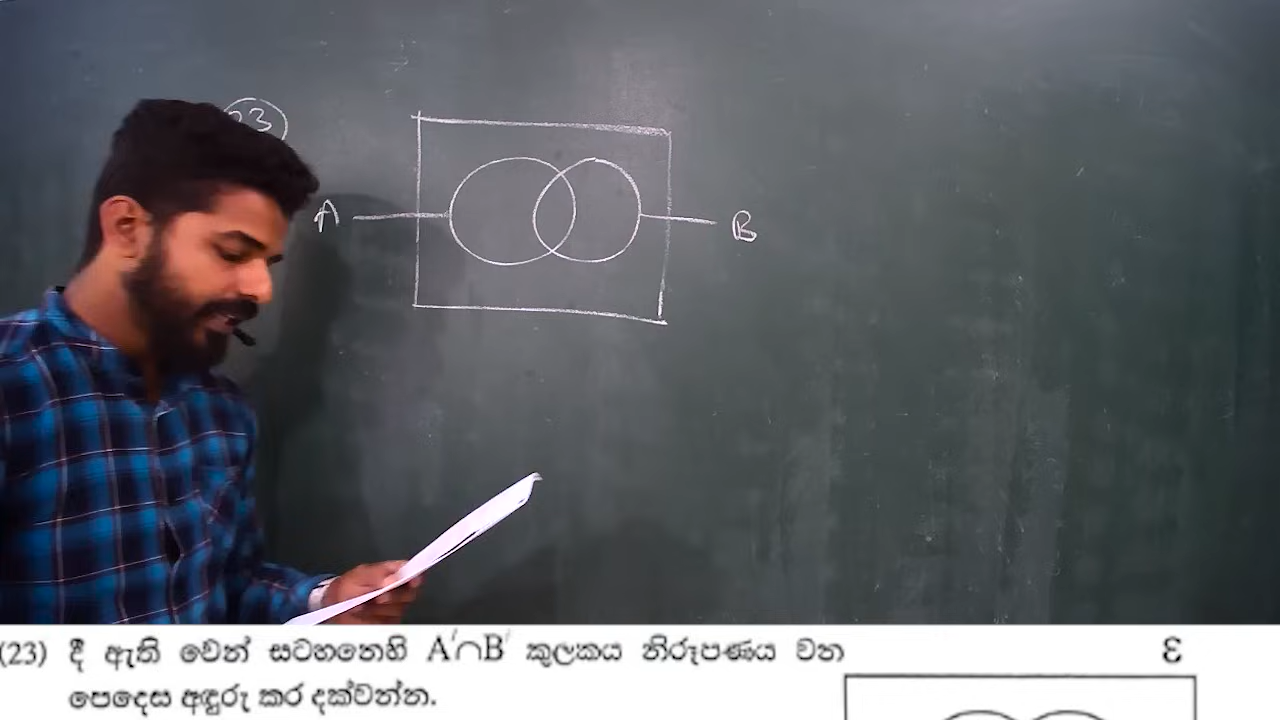 23
A
B
(23) දී ඇති වෙන් සටහනෙහි A′∩B′ කුලකය නිරූපණය වන
පෙදෙස අඳුරු කර දක්වන්න.
ε